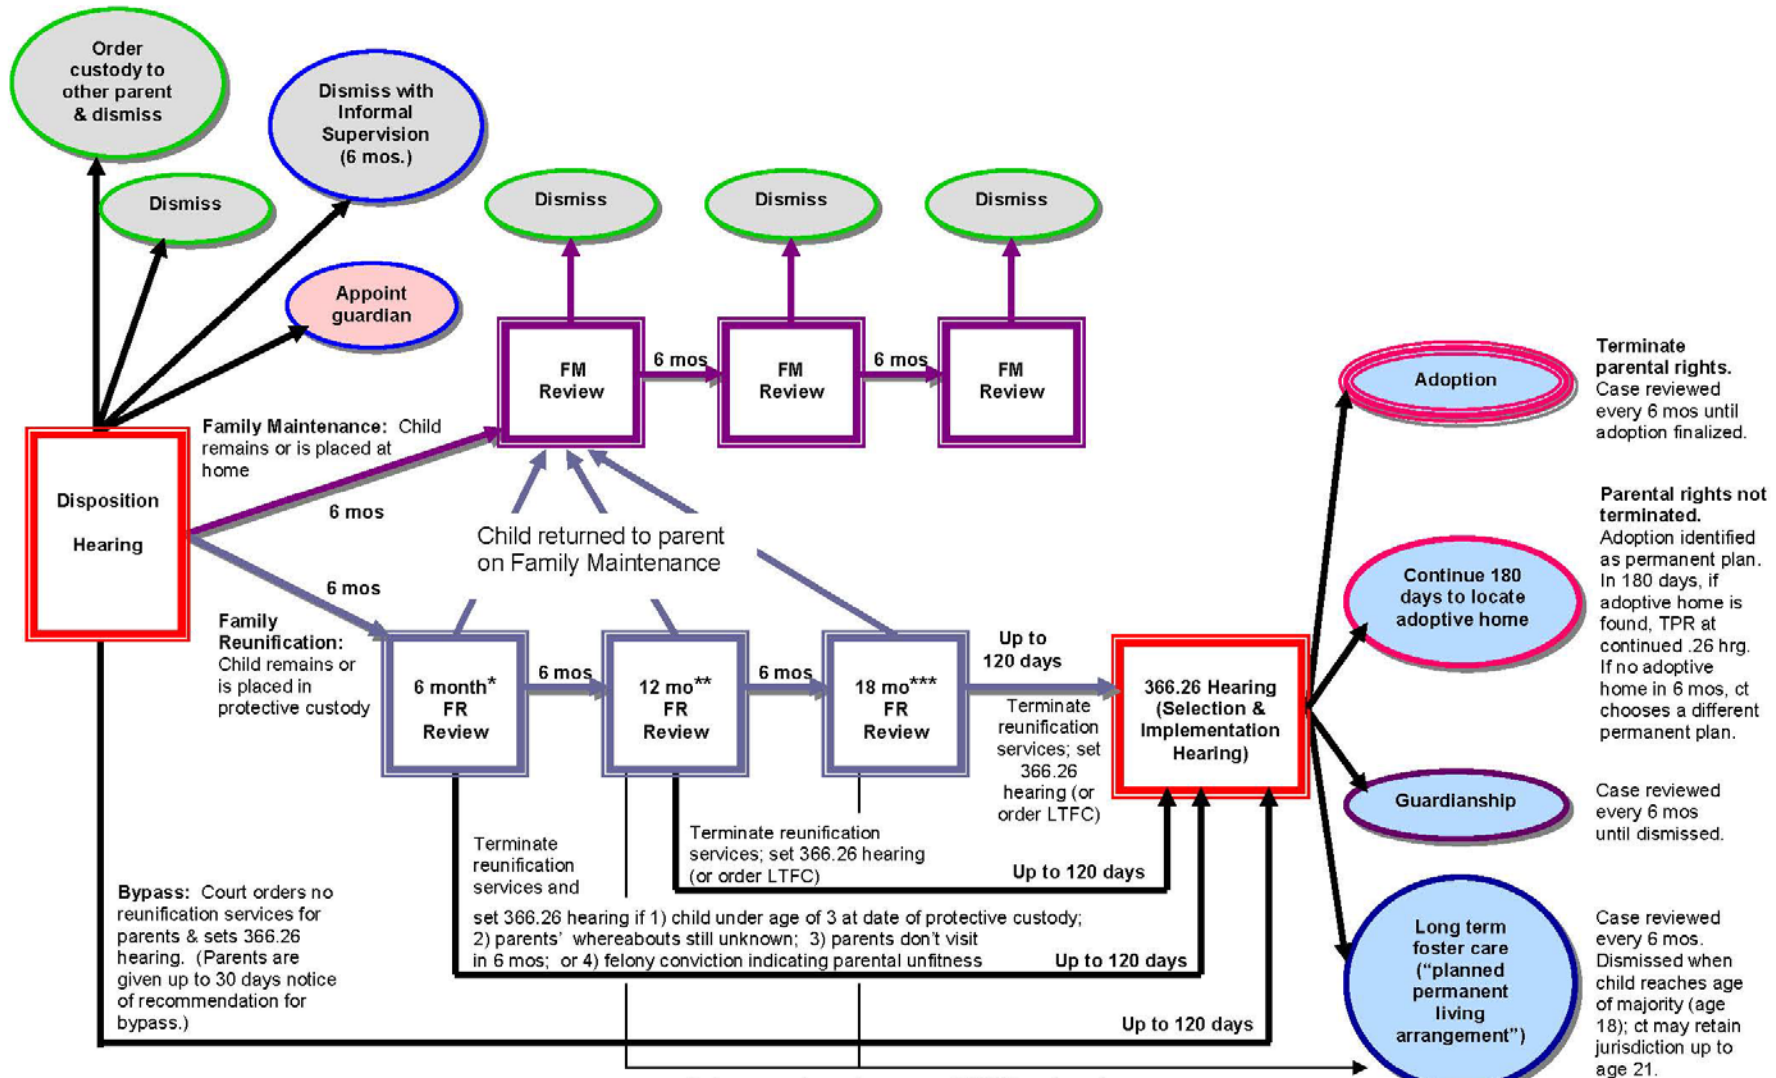 Order
custody to
other parent
& dismiss
Dismiss with
Informal
Supervision
(6 mos.)
Dismiss
Dismiss
Dismiss
Dismiss
Appoint
guardian
FM
Review
6 mos
FM
Review
6 mos
FM
Review
Family Maintenance: Child
remains or is placed at
home
6 mos
Disposition
Hearing
Child returned to parent
on Family Maintenance
6 mos
Family
Reunification:
Child remains or
is placed in
protective custody
6 month*
FR
Review
6 mos
12 mo**
FR
Review
6 mos
18 mo***
FR
Review
Up to
120 days
Terminate
reunification
services; set
366.26
hearing (or
order LTFC)
366.26 Hearing
(Selection &
Implementation
Hearing)
Terminate
reunification
services and
set 366.26 hearing if 1) child under age of 3 at date of protective custody;
2) parents' whereabouts still unknown; 3) parents don't visit
in 6 mos; or 4) felony conviction indicating parental unfitness
Up to 120 days
Terminate reunification
services; set 366.26 hearing
(or order LTFC)
Up to 120 days
Bypass: Court orders no
reunification services for
parents & sets 366.26
hearing. (Parents are
given up to 30 days notice
of recommendation for
bypass.)
Up to 120 days
Adoption
Terminate
parental rights.
Case reviewed
every 6 mos until
adoption finalized.
Continue 180
days to locate
adoptive home
Parental rights not
terminated.
Adoption identified
as permanent plan.
In 180 days, if
adoptive home is
found, TPR at
continued .26 hrg.
If no adoptive
home in 6 mos, ct
chooses a different
permanent plan.
Guardianship
Case reviewed
every 6 mos
until dismissed.
Long term
foster care
("planned
permanent
living
arrangement")
Case reviewed
every 6 mos.
Dismissed when
child reaches age
of majority (age
18); ct may retain
jurisdiction up to
age 21.